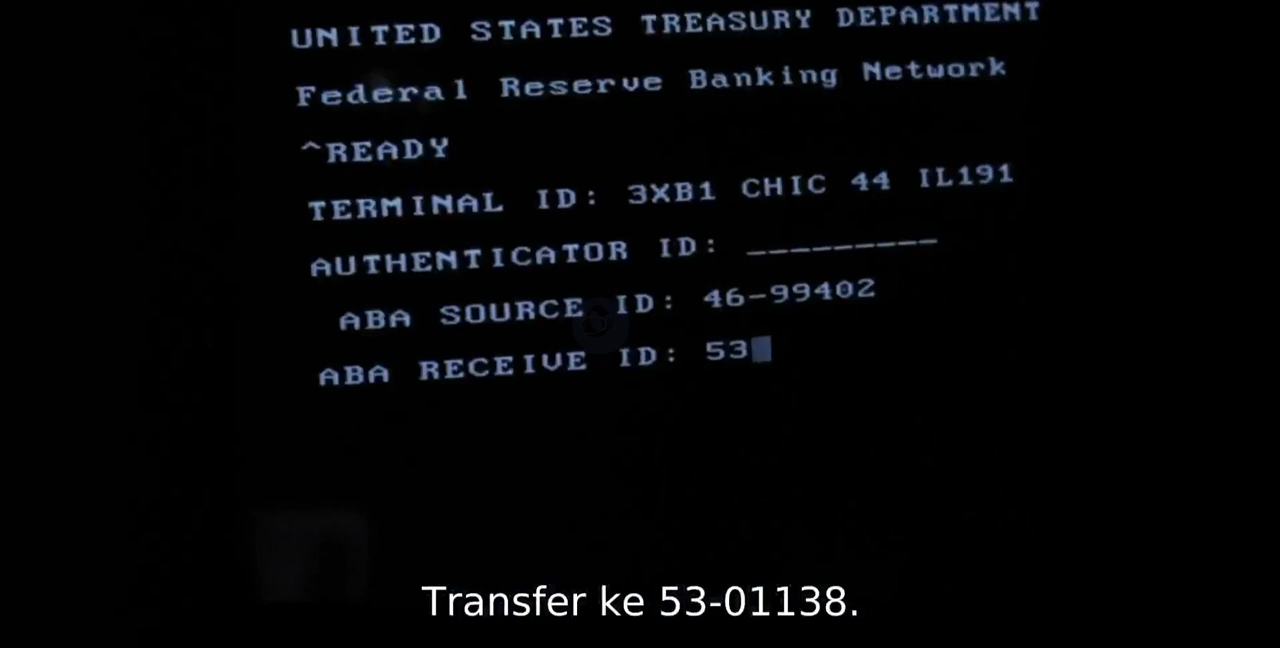 UNITED STATES TREASURY DEPARTMENT
Federal Reserve Banking Network
^READY
TERMINAL ID: 3XB1 CHIC 44 IL191
AUTHENTICATOR ID: _________
ABA SOURCE ID: 46-99402
ABA RECEIVE ID: 53
Transfer ke 53-01138.